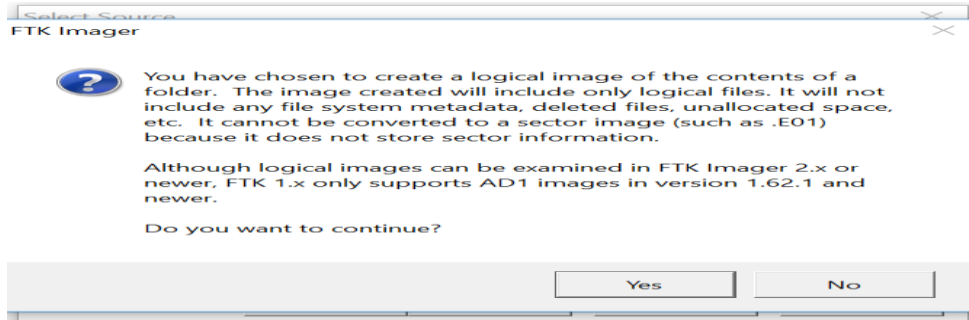 Select Source
FTK Imager
You have chosen to create a logical image of the contents of a
folder.  The image created will include only logical files. It will not
include any file system metadata, deleted files, unallocated space,
etc.  It cannot be converted to a sector image (such as .E01)
because it does not store sector information.
Although logical images can be examined in FTK Imager 2.x or
newer, FTK 1.x only supports AD1 images in version 1.62.1 and
newer.
Do you want to continue?
Yes
No